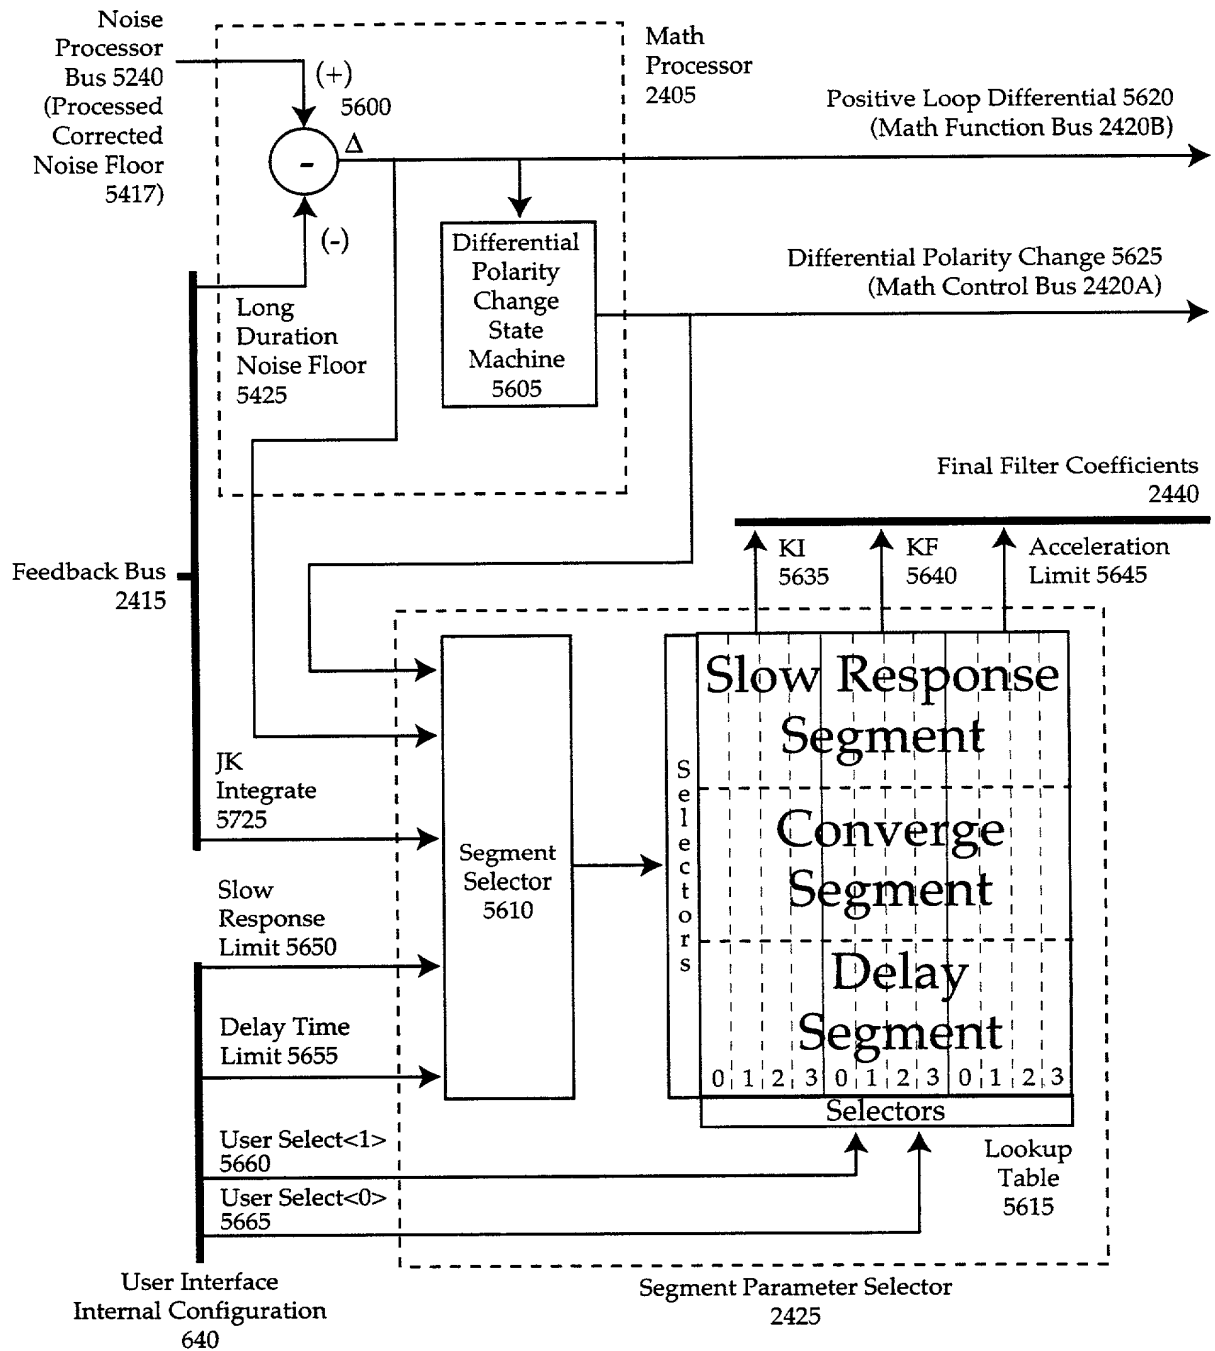 Noise
Processor
Bus 5240
(Processed
Corrected
Noise Floor
5417)
(+)
5600
Δ
-
(-)
Math
Processor
2405
Positive Loop Differential 5620
(Math Function Bus 2420B)
Differential
Polarity
Change
State
Machine
5605
Differential Polarity Change 5625
(Math Control Bus 2420A)
Long
Duration
Noise Floor
5425
Final Filter Coefficients
2440
KI
5635
KF
5640
Acceleration
Limit 5645
Feedback Bus
2415
JK
Integrate
5725
Slow
Response
Limit 5650
Delay Time
Limit 5655
User Select<1>
5660
User Select<0>
5665
Segment
Selector
5610
Selectors
Slow Response
Segment
Converge
Segment
Delay
Segment
0 1 2 3 0 1 2 3 0 1 2 3
Selectors
Lookup
Table
5615
User Interface
Internal Configuration
640
Segment Parameter Selector
2425